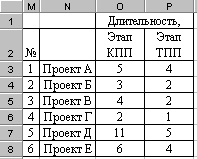 M N O P
1 Длительность,
Этап Этап
2 № КПП ТПП
3 1 Проект А 5 4
4 2 Проект Б 3 2
5 3 Проект В 4 2
6 4 Проект Г 2 1
7 5 Проект Д 11 5
8 6 Проект Е 6 4